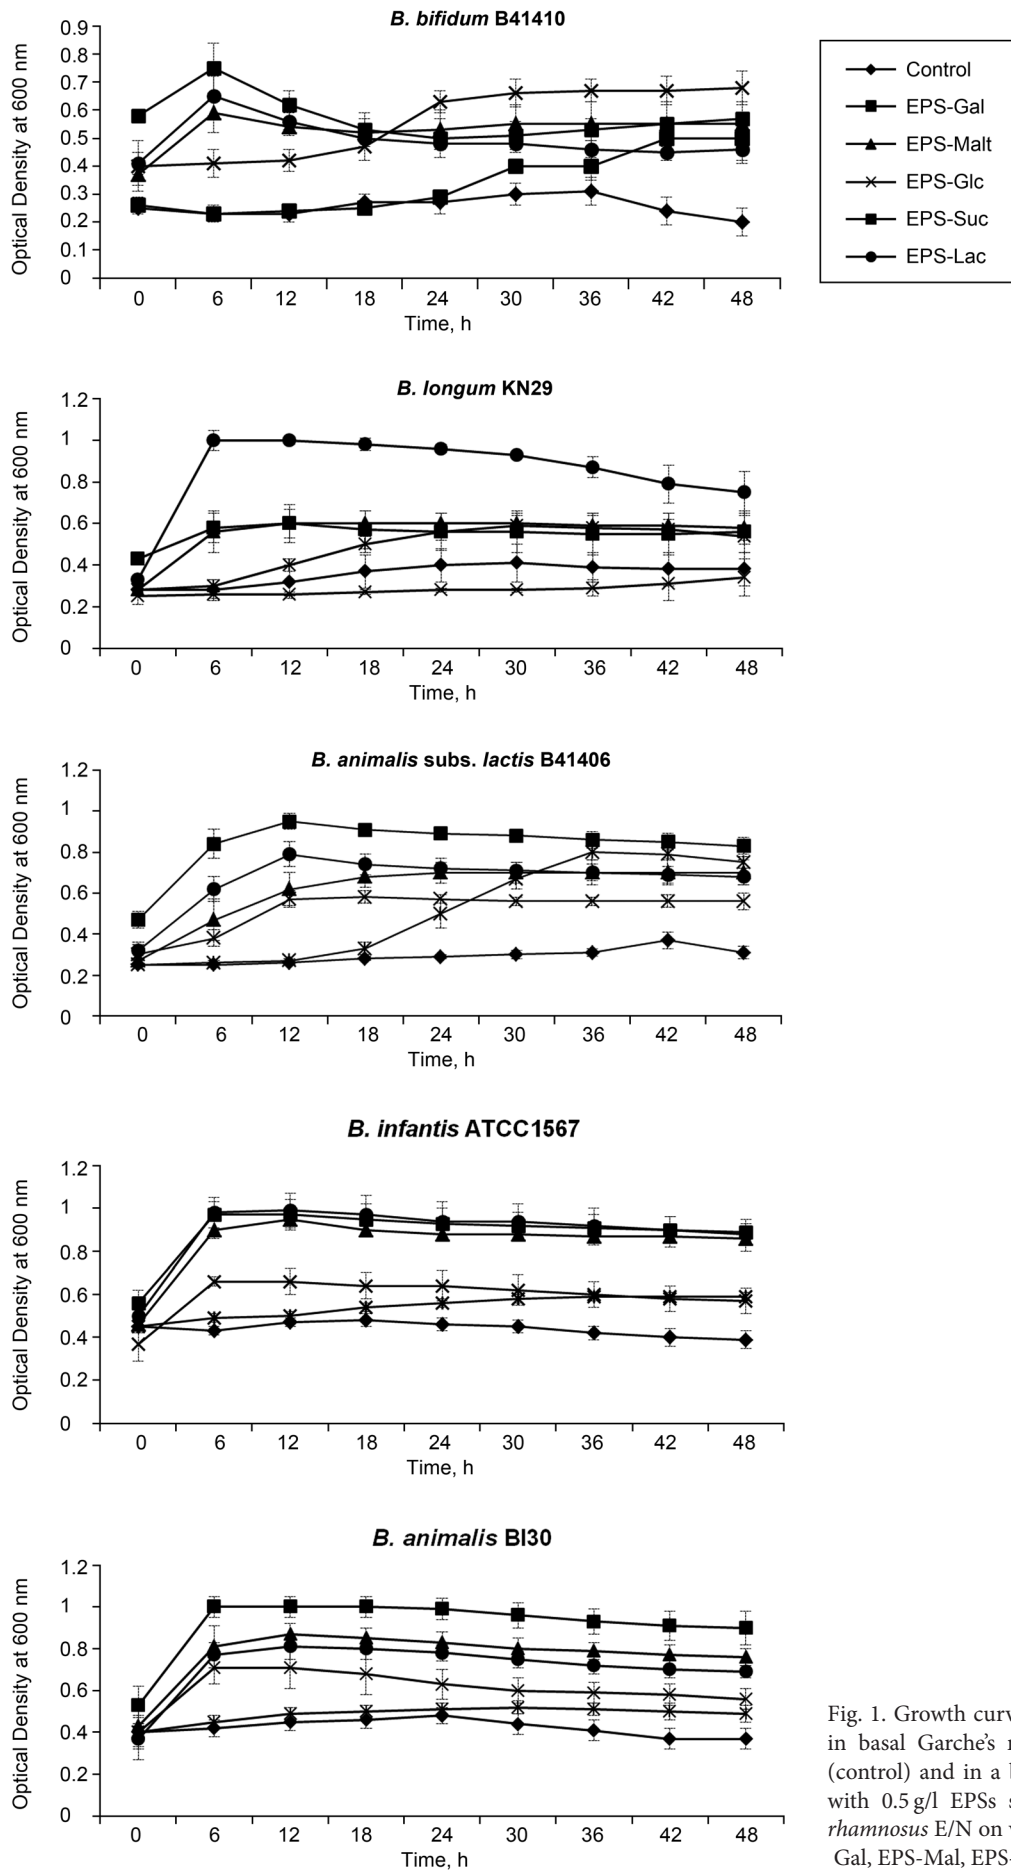 B. bifidum B41410
Optical Density at 600 nm
0.9
0.8
0.7
0.6
0.5
0.4
0.3
0.2
0.1
0
0 6 12 18 24 30 36 42 48
Time, h
Control
EPS-Gal
EPS-Malt
EPS-Glc
EPS-Suc
EPS-Lac
B. longum KN29
Optical Density at 600 nm
1.2
1
0.8
0.6
0.4
0.2
0
0 6 12 18 24 30 36 42 48
Time, h
B. animalis subs. lactis B41406
Optical Density at 600 nm
1.2
1
0.8
0.6
0.4
0.2
0
0 6 12 18 24 30 36 42 48
Time, h
B. infantis ATCC1567
Optical Density at 600 nm
1.2
1
0.8
0.6
0.4
0.2
0
0 6 12 18 24 30 36 42 48
Time, h
B. animalis BI30
Optical Density at 600 nm
1.2
1
0.8
0.6
0.4
0.2
0
0 6 12 18 24 30 36 42 48
Time, h
Fig. 1. Growth curv
in basal Garche's
(control) and in a
with 0.5 g/l EPSs
rhamnosus E/N on
Gal, EPS-Mal, EPS-